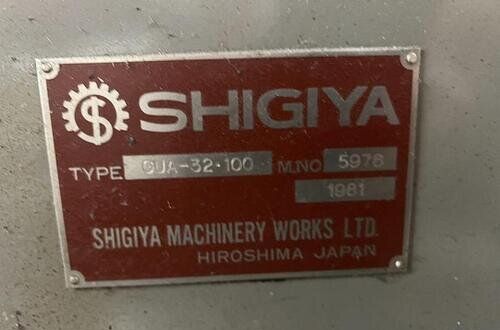 SHIGIYA
TYPE GUA-32·100 M.NO 5978
1981
SHIGIYA MACHINERY WORKS LTD.
HIROSHIMA JAPAN